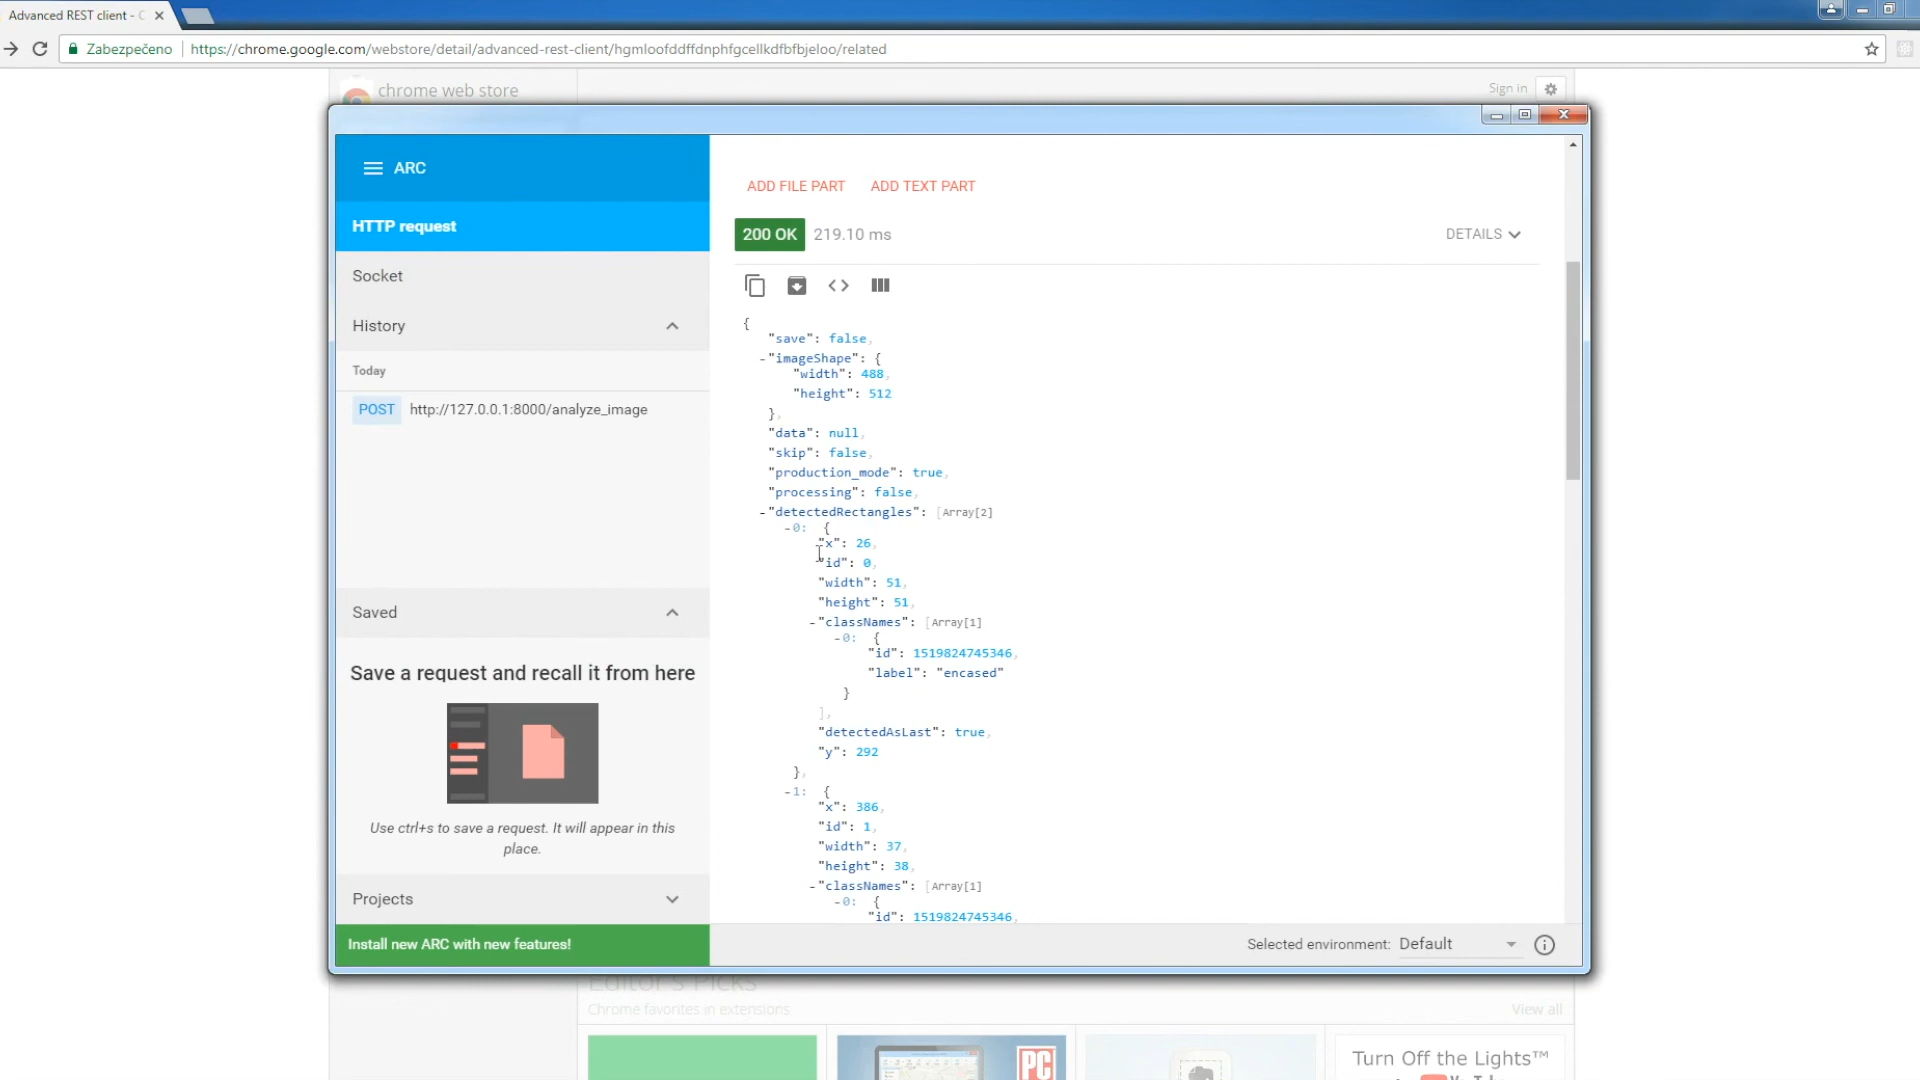 Advanced REST client - C
Zabezpečeno https://chrome.google.com/webstore/detail/advanced-rest-client/hgmloofddffdnphfgcellkdfbfbjeloo/related
chrome web store
Sign in
ARC
HTTP request
Socket
History
Today
POST http://127.0.0.1:8000/analyze_image
Saved
Save a request and recall it from here
Use ctrl+s to save a request. It will appear in this
place.
Projects
Install new ARC with new features!
ADD FILE PART ADD TEXT PART
200 OK 219.10 ms DETAILS
{
"save": false,
-"imageShape": {
"width": 488,
"height": 512
},
"data": null,
"skip": false,
"production_mode": true,
"processing": false,
-"detectedRectangles": [Array[2]
-0: {
"x": 26,
"id": 0,
"width": 51,
"height": 51,
-"classNames": [Array[1]
-0: {
"id": 1519824745346,
"label": "encased"
}
],
"detectedAsLast": true,
"y": 292
},
-1: {
"x": 386,
"id": 1,
"width": 37,
"height": 38,
-"classNames": [Array[1]
-0: {
"id": 1519824745346,
Selected environment: Default
Editor's Picks
Chrome favorites in extensions
View all
PC
Turn Off the Lights™